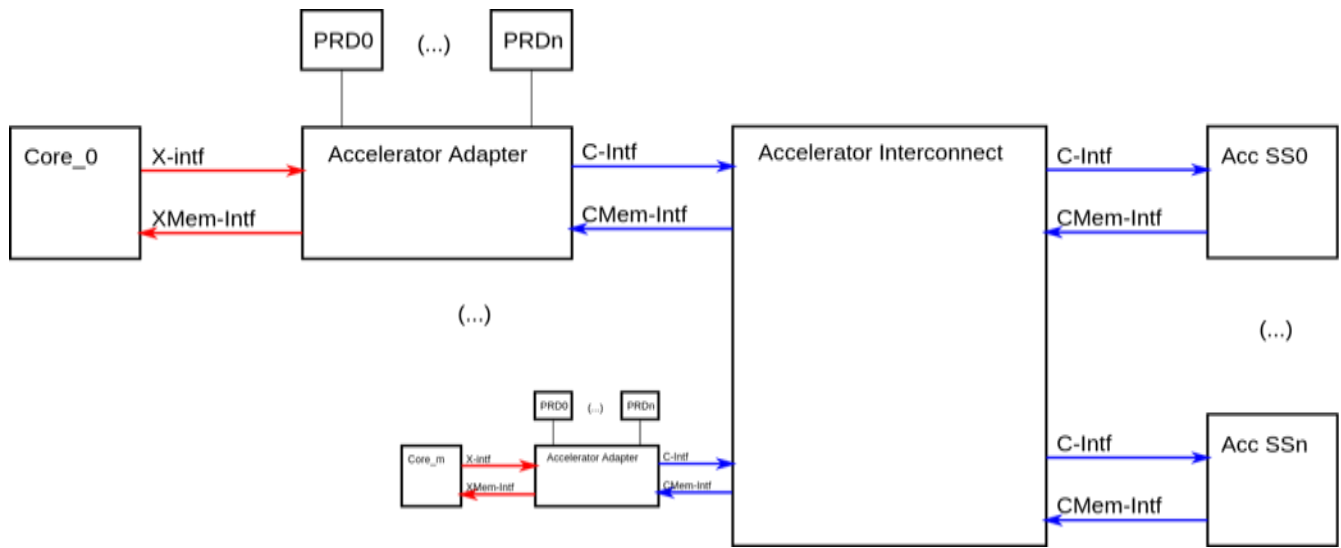 PRD0
(...)
PRDn
Core_0
X-intf
XMem-Intf
Accelerator Adapter
C-Intf
CMem-Intf
Accelerator Interconnect
C-Intf
CMem-Intf
Acc SS0
(...)
(...)
PRD0
(...)
PRDn
Core_m
X-intf
XMem-Intf
Accelerator Adapter
C-Intf
CMem-Intf
C-Intf
CMem-Intf
Acc SSn